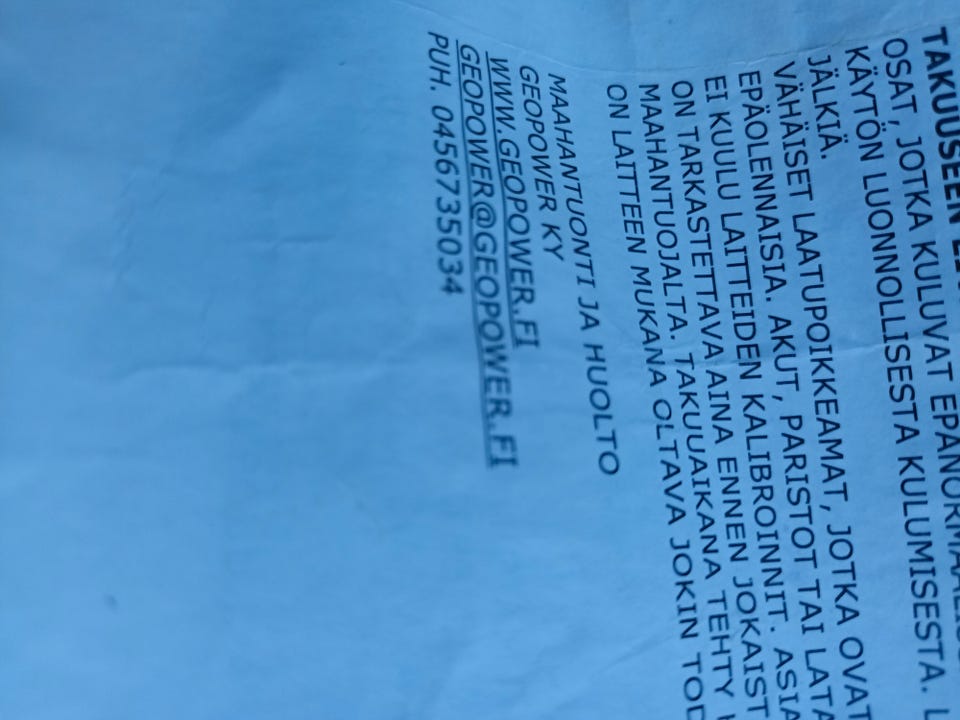 TAKUUSEEN
OSAT, JOTKA KULUVAT
KÄYTÖN LUONNOLLISESTA KULUMISESTA.
JÄLKIÄ.
VÄHÄISET LAATUPOIKKEAMAT, JOTKA OVAT
EPÄOLENNAISIA. AKUT, PARISTOT TAI
EI KUULU LAITTEIDEN KALIBROINNIT.
ON TARKASTETTAVA AINA ENNEN
MAAHANTUOJALTA. TAKUUAIKANA TEHTY
ON LAITTEEN MUKANA OLTAVA JOKIN
MAAHANTUONTI JA HUOLTO
GEOPOWER KY
WWW.GEOPOWER.FI
GEOPOWER@GEOPOWER.FI
PUH. 0456735034